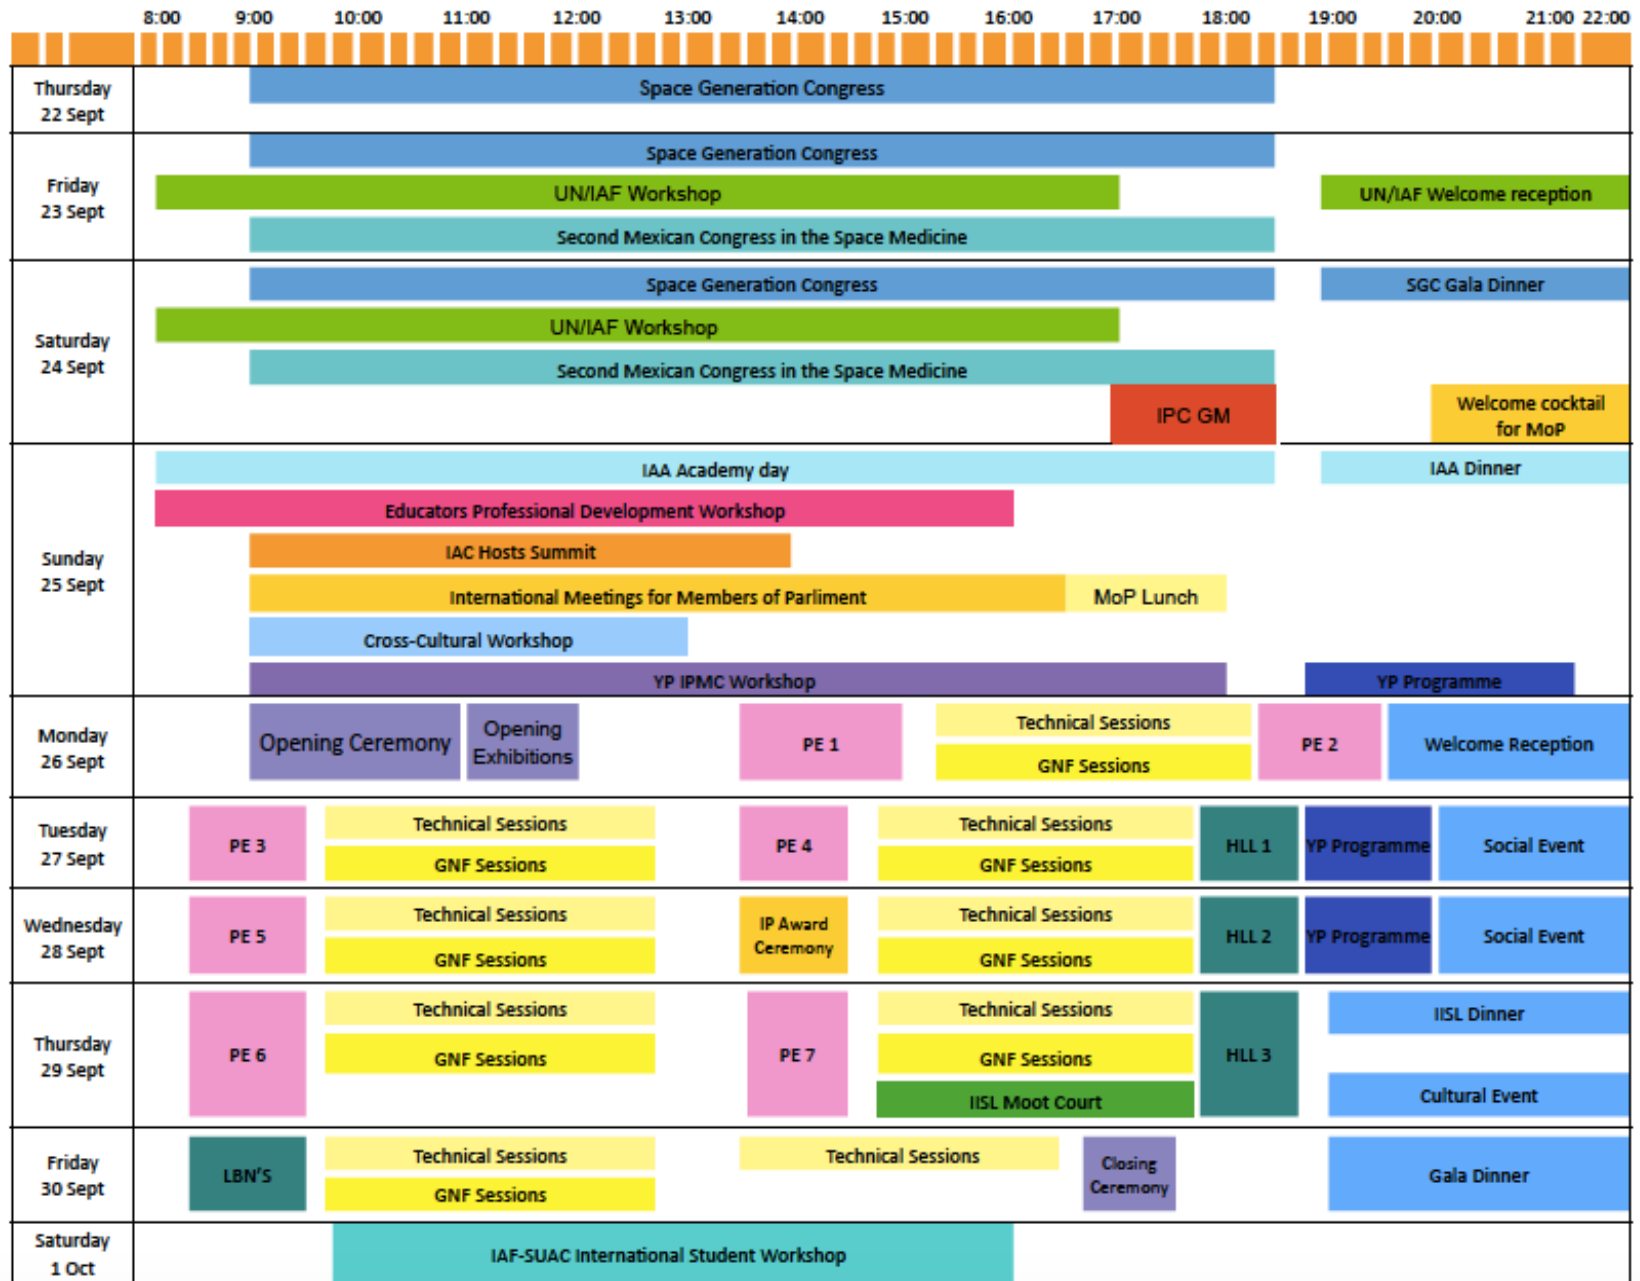 8:00 9:00 10:00 11:00 12:00 13:00 14:00 15:00 16:00 17:00 18:00 19:00 20:00 21:00 22:00
Thursday
22 Sept
Space Generation Congress
Friday
23 Sept
Space Generation Congress
UN/IAF Workshop
UN/IAF Welcome reception
Second Mexican Congress in the Space Medicine
Saturday
24 Sept
Space Generation Congress
SGC Gala Dinner
UN/IAF Workshop
Second Mexican Congress in the Space Medicine
IPC GM
Welcome cocktail
for MoP
Sunday
25 Sept
IAA Academy day
IAA Dinner
Educators Professional Development Workshop
IAC Hosts Summit
International Meetings for Members of Parliment
MoP Lunch
Cross-Cultural Workshop
YP IPMC Workshop
YP Programme
Monday
26 Sept
Opening Ceremony
Opening
Exhibitions
PE 1
Technical Sessions
GNF Sessions
PE 2
Welcome Reception
Tuesday
27 Sept
PE 3
Technical Sessions
GNF Sessions
PE 4
Technical Sessions
GNF Sessions
HLL 1
YP Programme
Social Event
Wednesday
28 Sept
PE 5
Technical Sessions
GNF Sessions
IP Award
Ceremony
Technical Sessions
GNF Sessions
HLL 2
YP Programme
Social Event
Thursday
29 Sept
PE 6
Technical Sessions
GNF Sessions
PE 7
Technical Sessions
GNF Sessions
IISL Moot Court
HLL 3
IISL Dinner
Cultural Event
Friday
30 Sept
LBN'S
Technical Sessions
GNF Sessions
Technical Sessions
Closing
Ceremony
Gala Dinner
Saturday
1 Oct
IAF-SUAC International Student Workshop